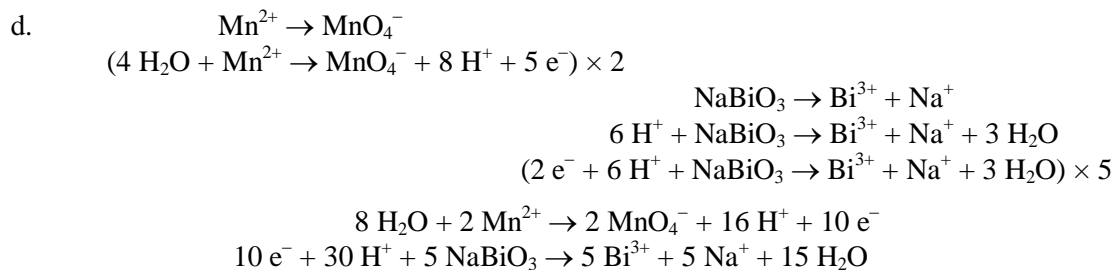 d. Mn²⁺ → MnO₄⁻
(4 H₂O + Mn²⁺ → MnO₄⁻ + 8 H⁺ + 5 e⁻) × 2
NaBiO₃ → Bi³⁺ + Na⁺
6 H⁺ + NaBiO₃ → Bi³⁺ + Na⁺ + 3 H₂O
(2 e⁻ + 6 H⁺ + NaBiO₃ → Bi³⁺ + Na⁺ + 3 H₂O) × 5
8 H₂O + 2 Mn²⁺ → 2 MnO₄⁻ + 16 H⁺ + 10 e⁻
10 e⁻ + 30 H⁺ + 5 NaBiO₃ → 5 Bi³⁺ + 5 Na⁺ + 15 H₂O